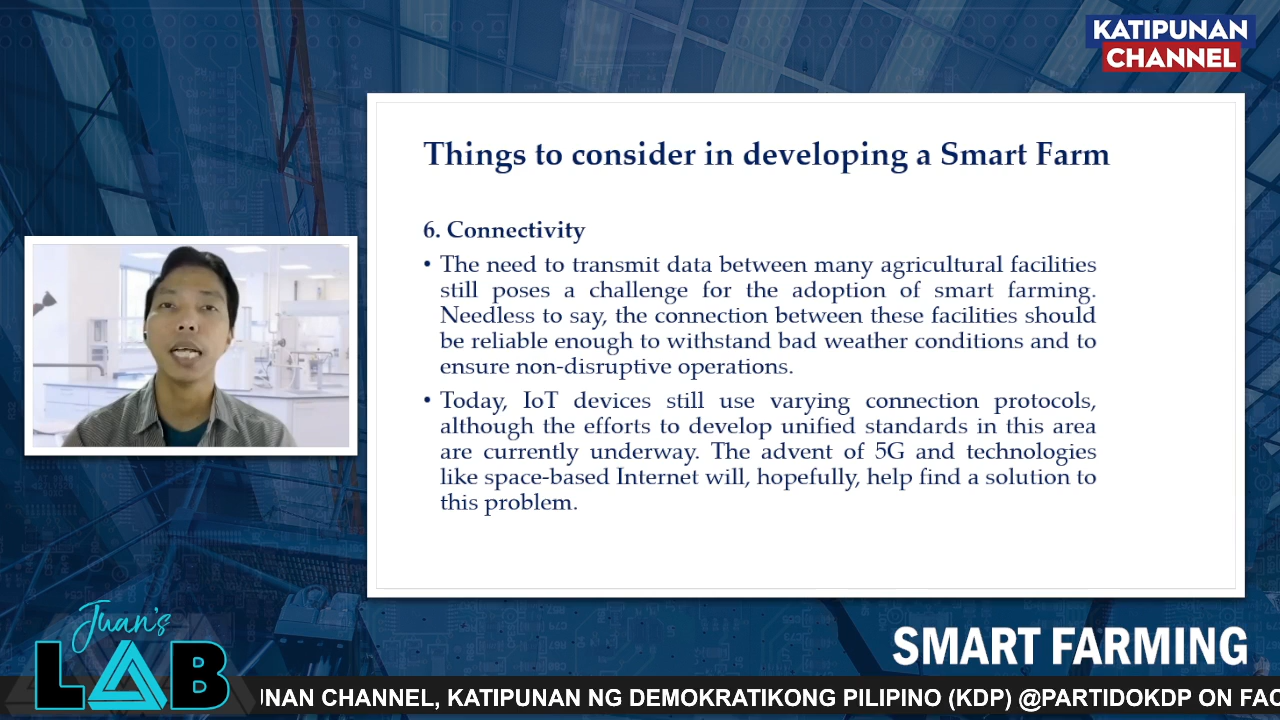 KATIPUNAN
CHANNEL
Things to consider in developing a Smart Farm
6. Connectivity
• The need to transmit data between many agricultural facilities
still poses a challenge for the adoption of smart farming.
Needless to say, the connection between these facilities should
be reliable enough to withstand bad weather conditions and to
ensure non-disruptive operations.
• Today, IoT devices still use varying connection protocols,
although the efforts to develop unified standards in this area
are currently underway. The advent of 5G and technologies
like space-based Internet will, hopefully, help find a solution to
this problem.
Juan's
LAB
SMART FARMING
CHANNEL, KATIPUNAN NG DEMOKRATIKONG PILIPINO (KDP) @PARTIDOKDP ON